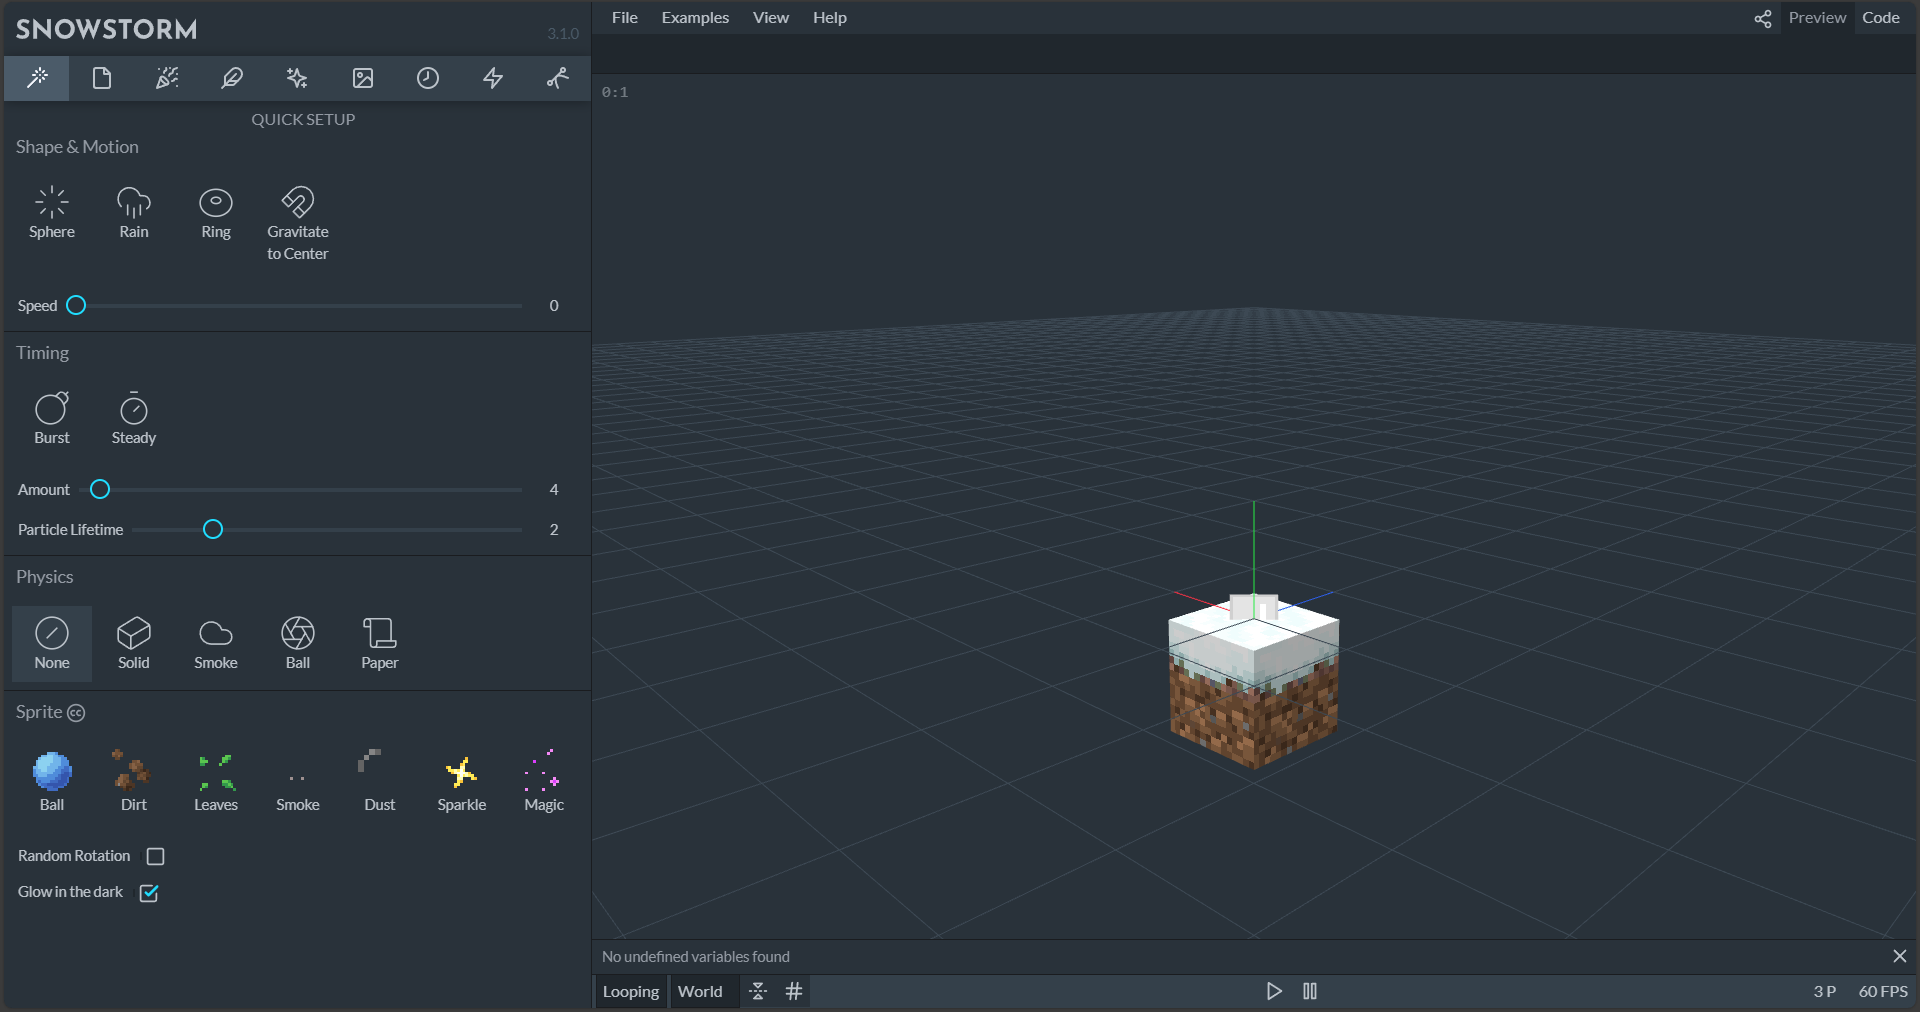 SNOWSTORM
3.1.0
File Examples View Help
Preview Code
QUICK SETUP
0:1
Shape & Motion
Sphere Rain Ring Gravitate to Center
Speed 0
Timing
Burst Steady
Amount 4
Particle Lifetime 2
Physics
None Solid Smoke Ball Paper
Sprite cc
Ball Dirt Leaves Smoke Dust Sparkle Magic
Random Rotation
Glow in the dark
No undefined variables found
Looping World
3 P 60 FPS